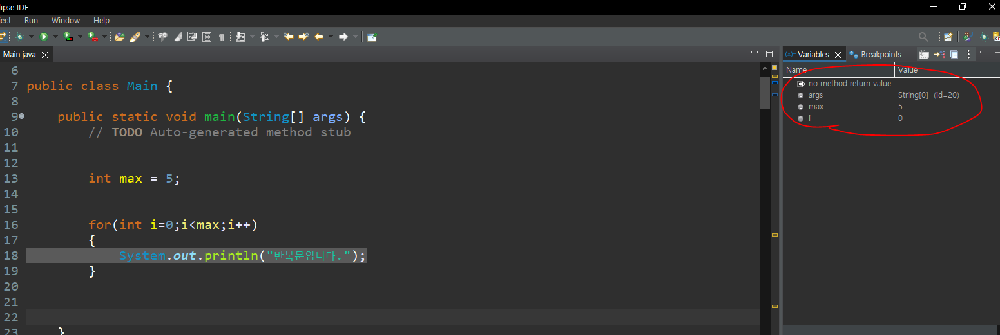 ipse IDE
ect Run Window Help
Main.java
6
7 public class Main {
8
9 public static void main(String[] args) {
10 // TODO Auto-generated method stub
11
12
13 int max = 5;
14
15
16 for(int i=0;i<max;i++)
17 {
18 System.out.println("반복문입니다.");
19 }
20
21
22
23 }
(x)= Variables Breakpoints
Name Value
no method return value
args String[0] (id=20)
max 5
i 0